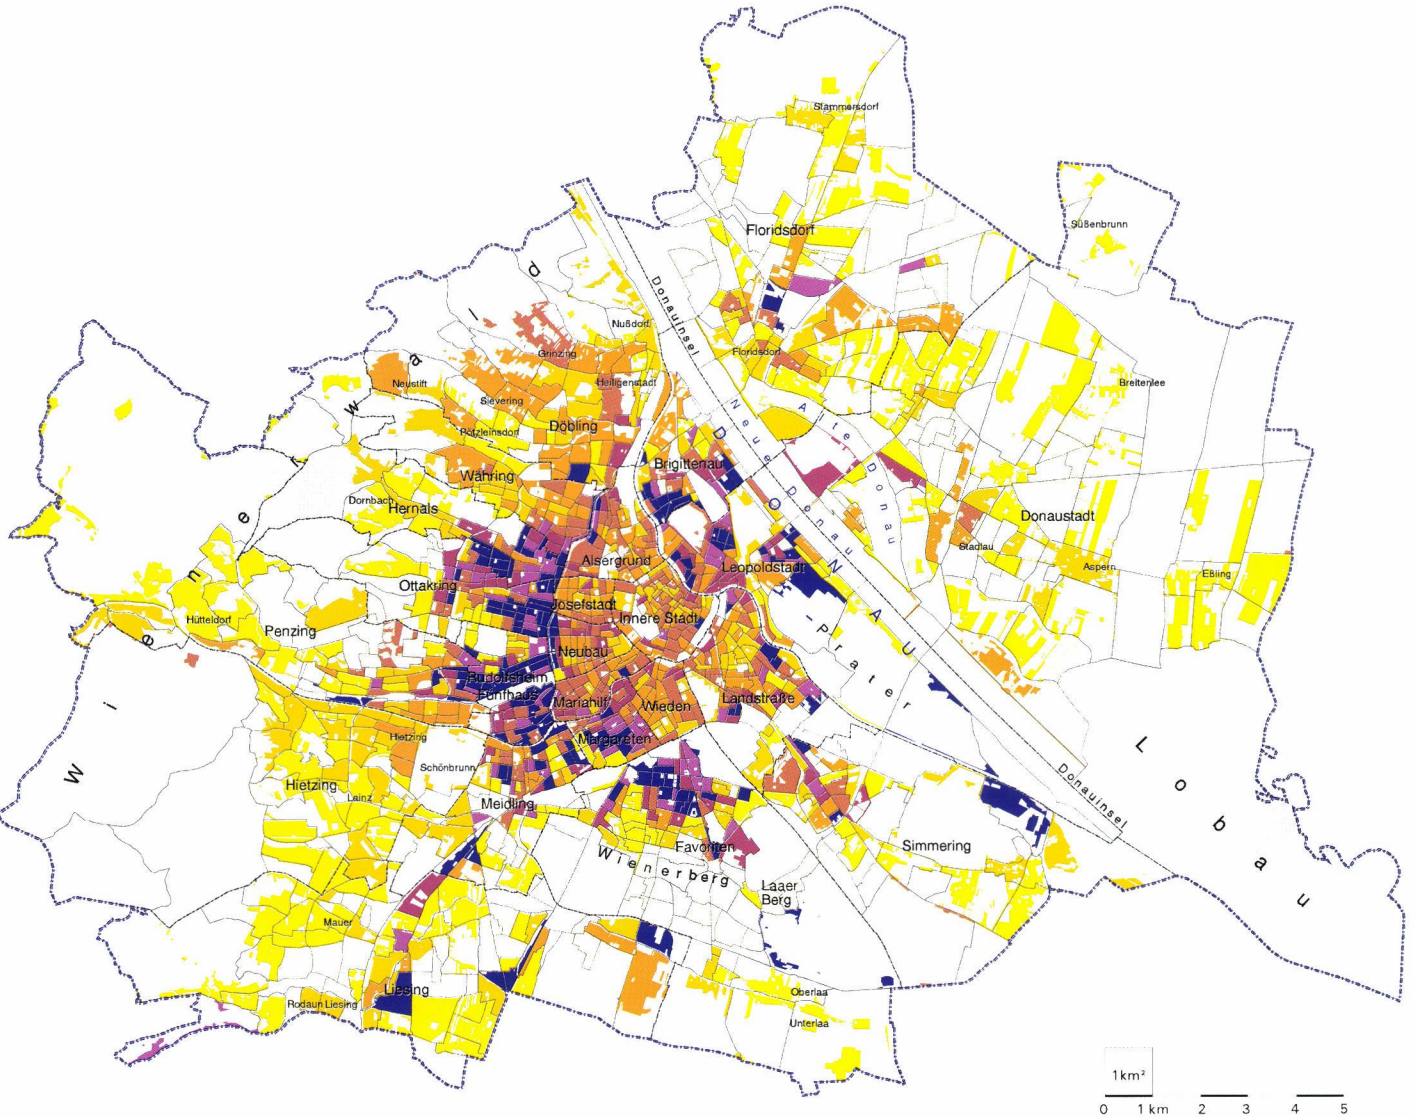 Stammersdorf
Süßenbrunn
Floridsdorf
Donauinsel
Nußdorf
Grinzing
Floridsdorf
Neustift
Heiligenstadt
Breitenlee
Sievering
Pötzleinsdorf
Döbling
Neue Donau
Alte Donau
DONAU
Brigittenau
Währing
Dornbach
Hernals
Donaustadt
Stadlau
Alsergrund
Leopoldstadt
Aspern
Eßling
Ottakring
Josefstadt
Innere Stadt
Hütteldorf
Penzing
Prater
Wienerwald
Neubau
Rudolfsheim
Fünfhaus
Mariahilf
Wieden
Landstraße
Hietzing
Margareten
Schönbrunn
Hietzing
Lainz
Meidling
Donauinsel
Lobau
Favoriten
Simmering
Wienerberg
Laaer
Berg
Mauer
Liesing
Rodaun Liesing
Oberlaa
Unterlaa
1km²
0 1 km 2 3 4 5